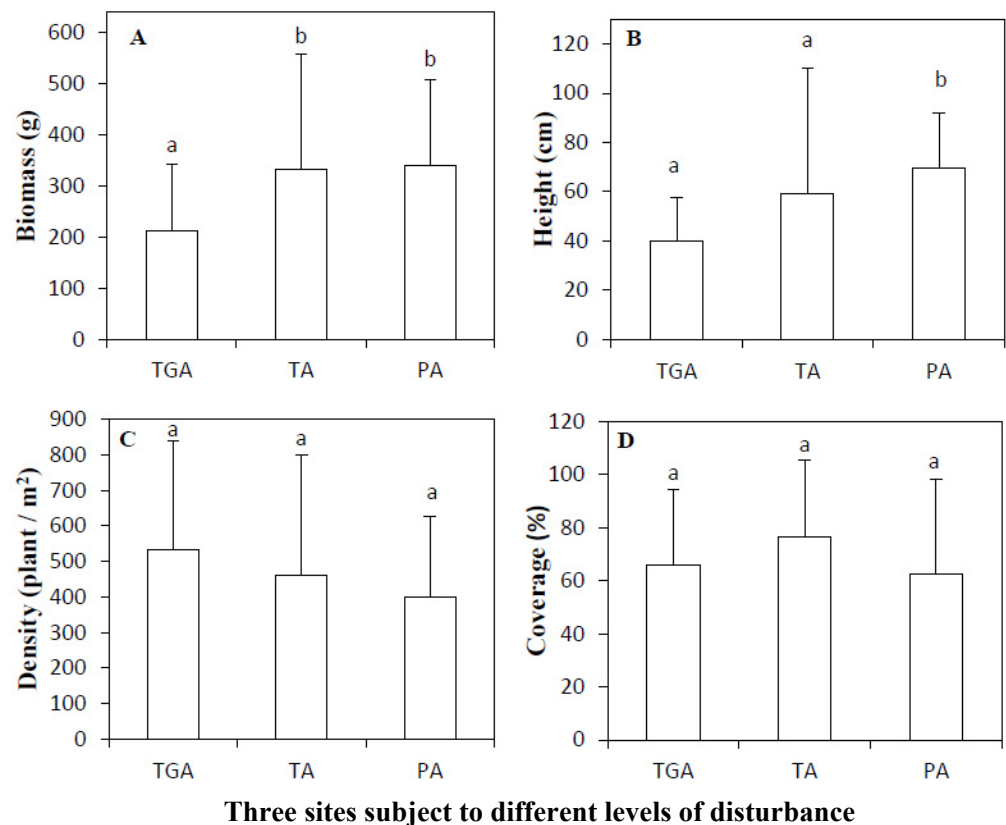 A
B
Biomass (g)
600
500
400
300
200
100
0
a
b
b
TGA
TA
PA
Height (cm)
120
100
80
60
40
20
0
a
a
b
TGA
TA
PA
C
Density (plant / m²)
900
800
700
600
500
400
300
200
100
0
a
a
a
TGA
TA
PA
D
Coverage (%)
120
100
80
60
40
20
0
a
a
a
TGA
TA
PA
Three sites subject to different levels of disturbance